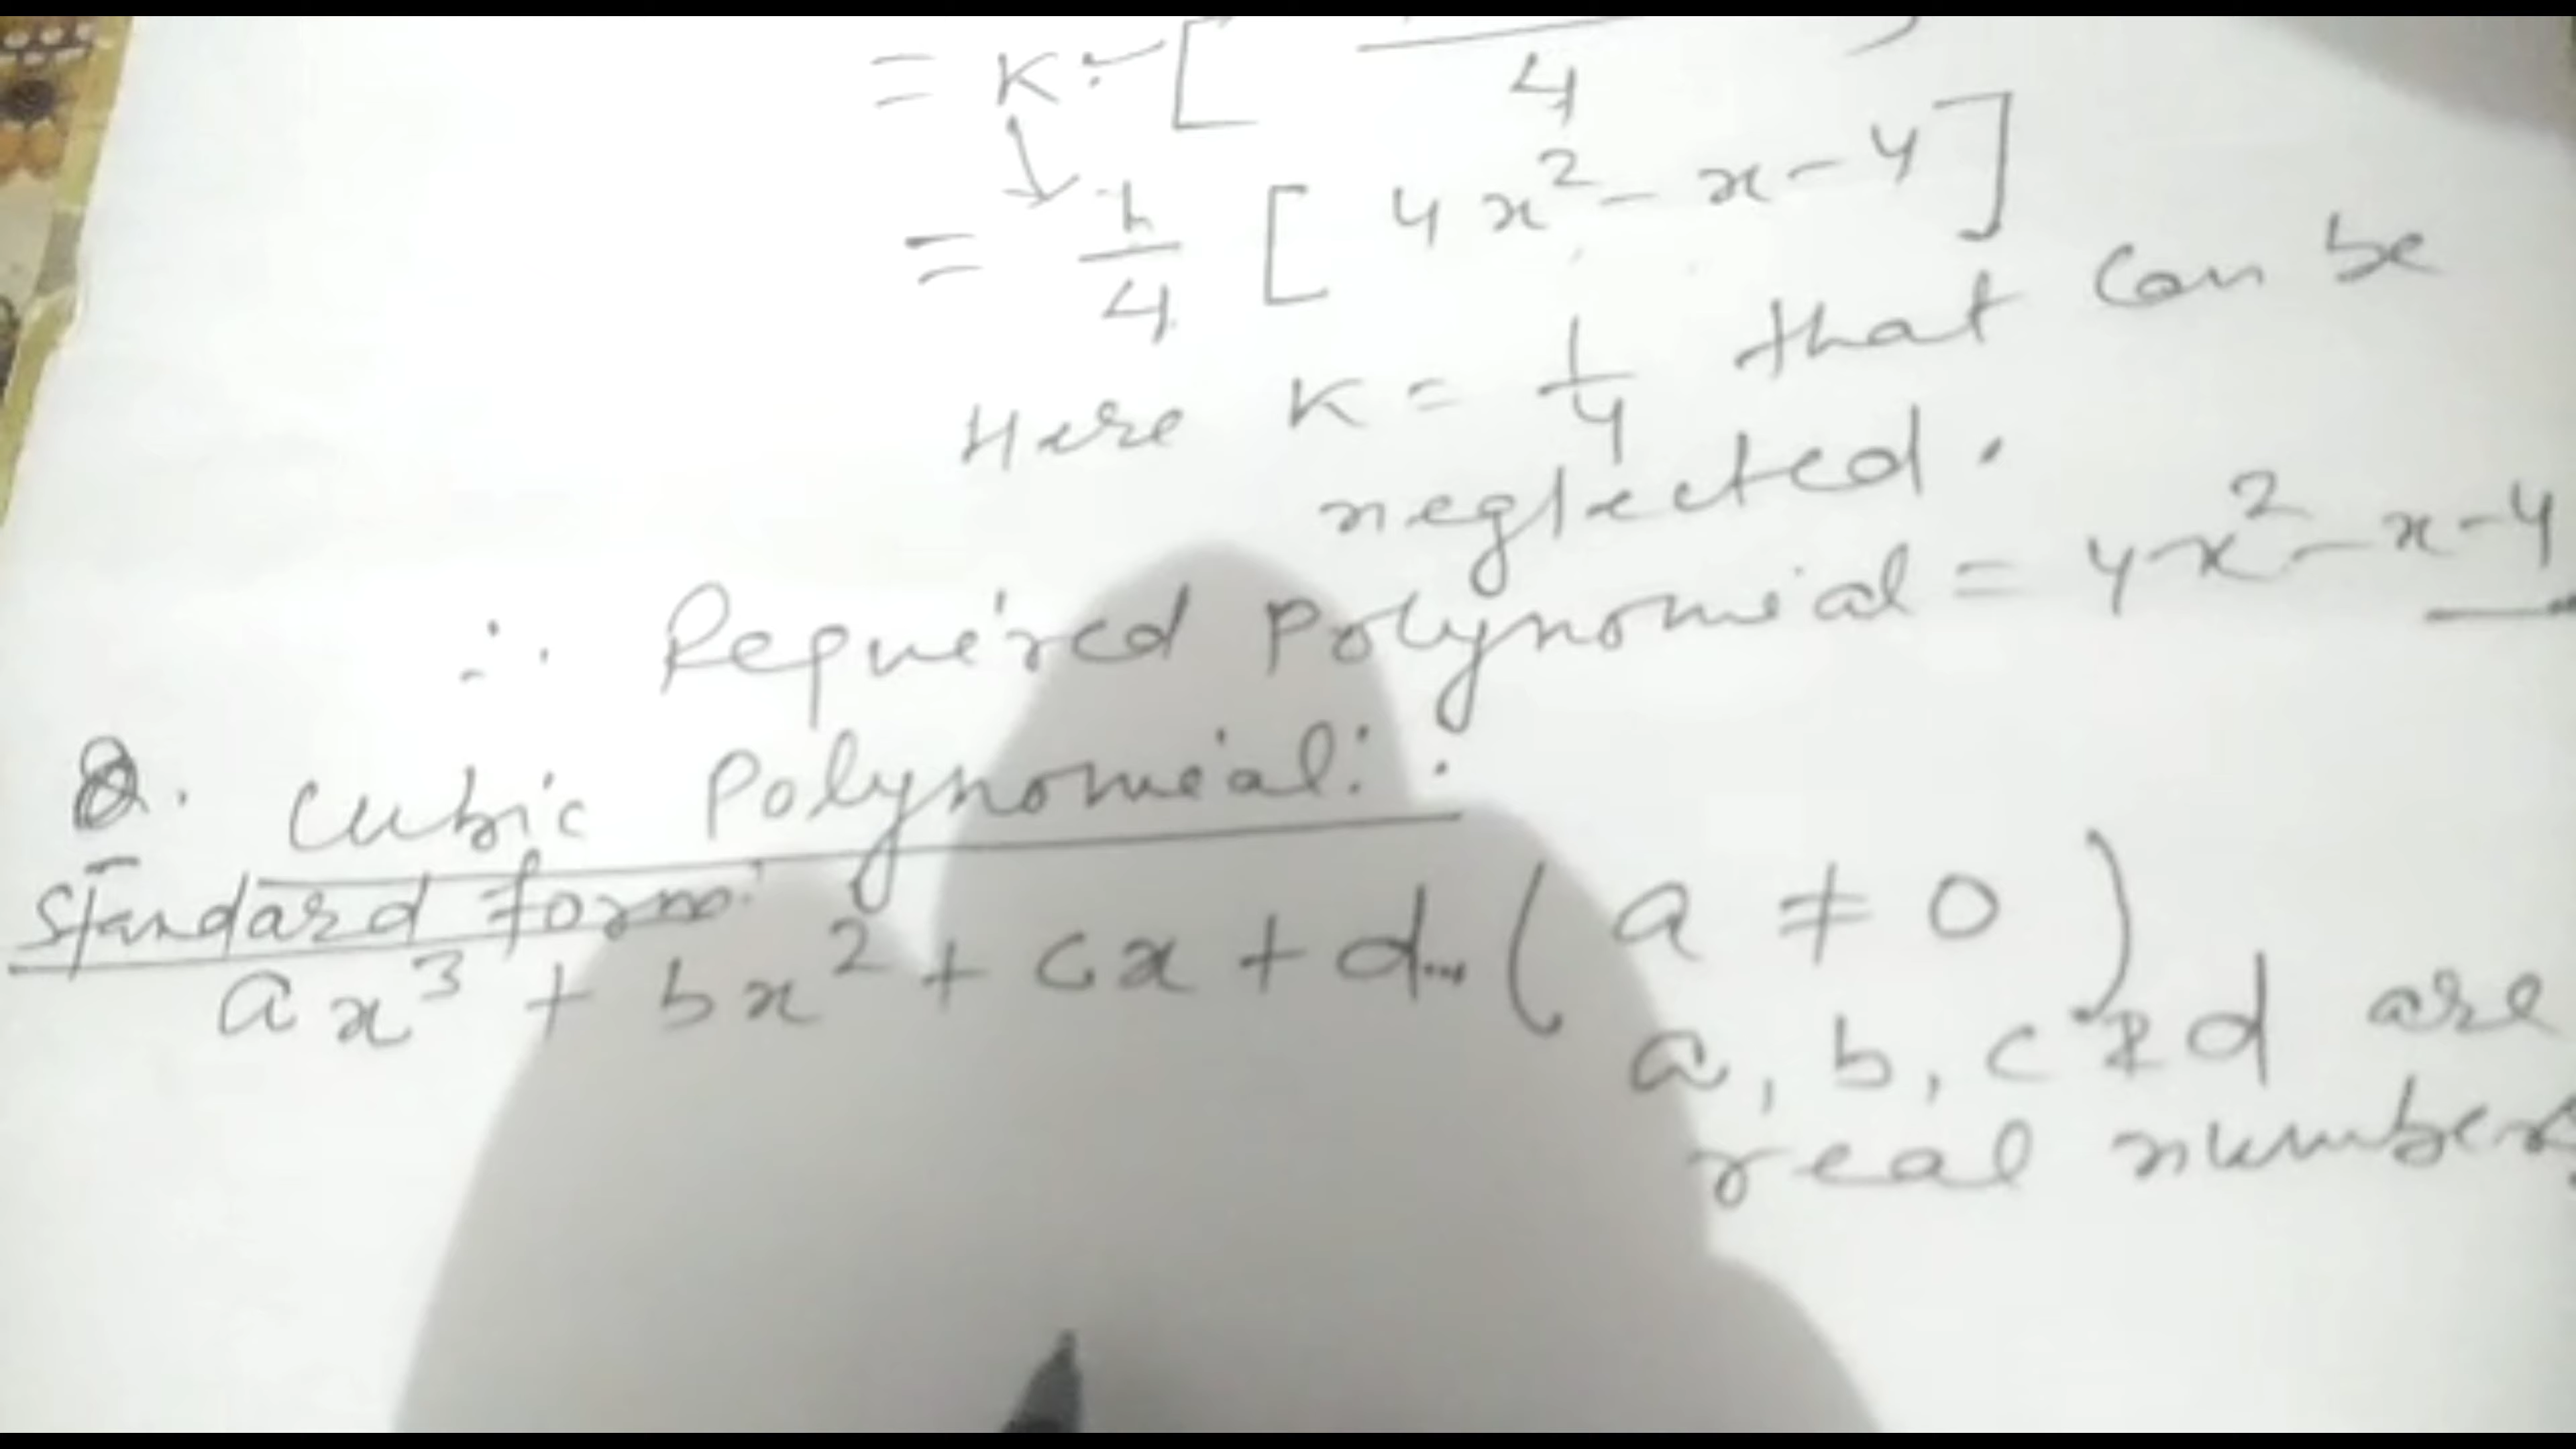 = K · [ 4
= 1/4 [ 4x² - x - 4 ]
Here K = 1/4 that can be
neglected.
∴ Required Polynomial = 4x² - x - 4
Q. Cubic Polynomial:
Standard form:
ax³ + bx² + cx + d... ( a ≠ 0 )
a, b, c & d are
real numbers